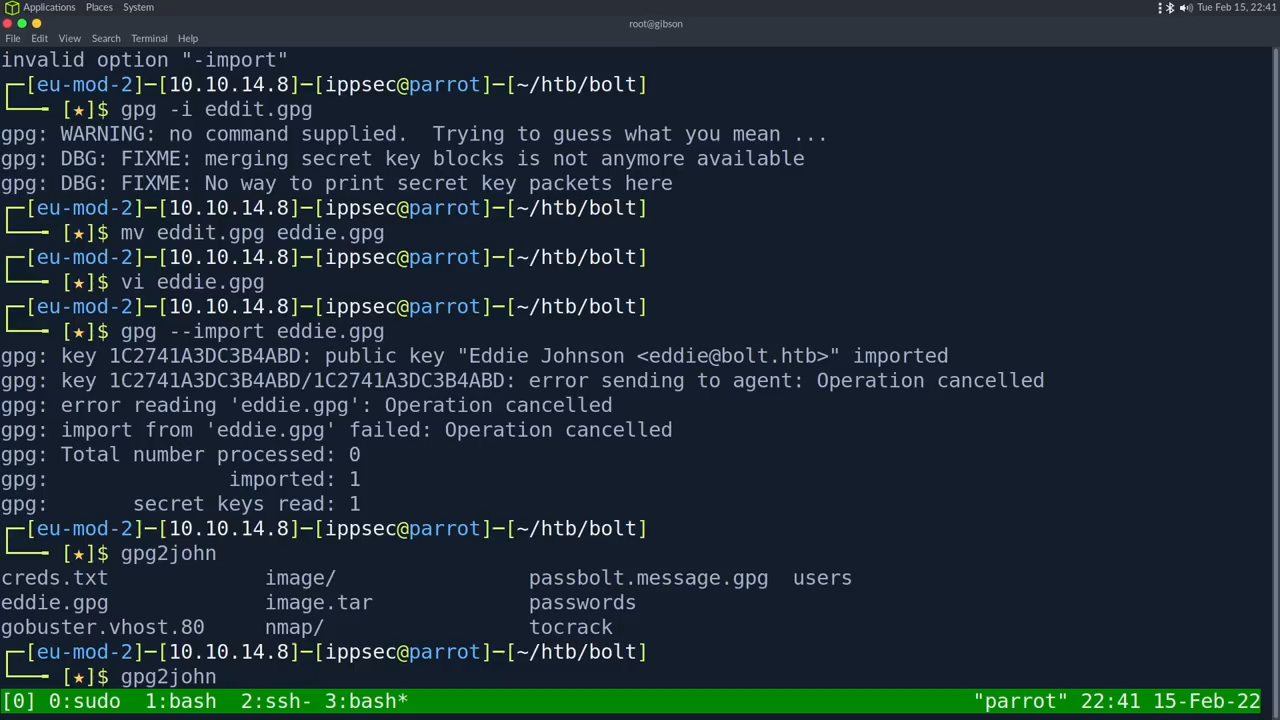 Applications Places System Tue Feb 15, 22:41
root@gibson
File Edit View Search Terminal Help
invalid option "-import"
┌─[eu-mod-2]─[10.10.14.8]─[ippsec@parrot]─[~/htb/bolt]
└──╼ [★]$ gpg -i eddit.gpg
gpg: WARNING: no command supplied.  Trying to guess what you mean ...
gpg: DBG: FIXME: merging secret key blocks is not anymore available
gpg: DBG: FIXME: No way to print secret key packets here
┌─[eu-mod-2]─[10.10.14.8]─[ippsec@parrot]─[~/htb/bolt]
└──╼ [★]$ mv eddit.gpg eddie.gpg
┌─[eu-mod-2]─[10.10.14.8]─[ippsec@parrot]─[~/htb/bolt]
└──╼ [★]$ vi eddie.gpg
┌─[eu-mod-2]─[10.10.14.8]─[ippsec@parrot]─[~/htb/bolt]
└──╼ [★]$ gpg --import eddie.gpg
gpg: key 1C2741A3DC3B4ABD: public key "Eddie Johnson <eddie@bolt.htb>" imported
gpg: key 1C2741A3DC3B4ABD/1C2741A3DC3B4ABD: error sending to agent: Operation cancelled
gpg: error reading 'eddie.gpg': Operation cancelled
gpg: import from 'eddie.gpg' failed: Operation cancelled
gpg: Total number processed: 0
gpg:               imported: 1
gpg:       secret keys read: 1
┌─[eu-mod-2]─[10.10.14.8]─[ippsec@parrot]─[~/htb/bolt]
└──╼ [★]$ gpg2john
creds.txt             image/                passbolt.message.gpg  users
eddie.gpg             image.tar             passwords
gobuster.vhost.80     nmap/                 tocrack
┌─[eu-mod-2]─[10.10.14.8]─[ippsec@parrot]─[~/htb/bolt]
└──╼ [★]$ gpg2john
[0] 0:sudo  1:bash  2:ssh- 3:bash* "parrot" 22:41 15-Feb-22